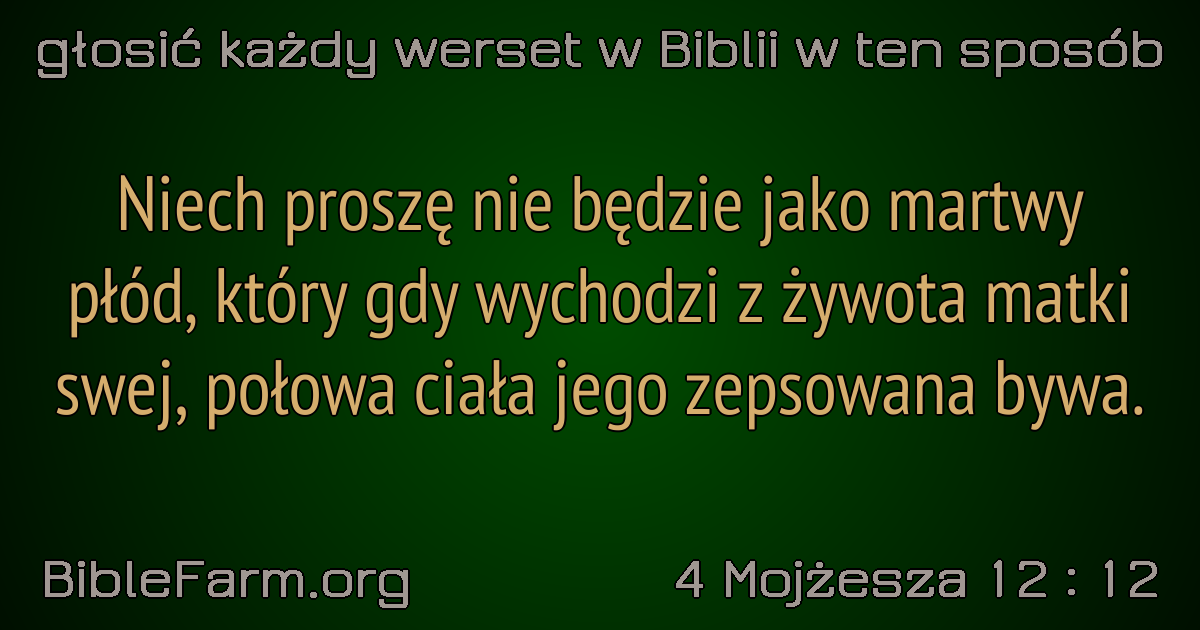 głosić każdy werset w Biblii w ten sposób
Niech proszę nie będzie jako martwy
płód, który gdy wychodzi z żywota matki
swej, połowa ciała jego zepsowana bywa.
BibleFarm.org
4 Mojżesza 12 : 12